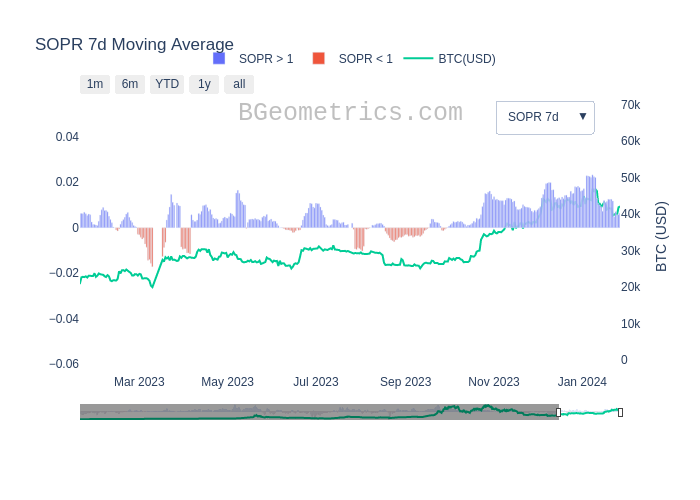 SOPR 7d Moving Average
SOPR > 1 SOPR < 1 BTC(USD)
1m 6m YTD 1y all
BGeometrics.com
SOPR 7d ▼
0.04
0.02
0
−0.02
−0.04
−0.06
70k
60k
50k
40k
30k
20k
10k
0
BTC (USD)
Mar 2023 May 2023 Jul 2023 Sep 2023 Nov 2023 Jan 2024